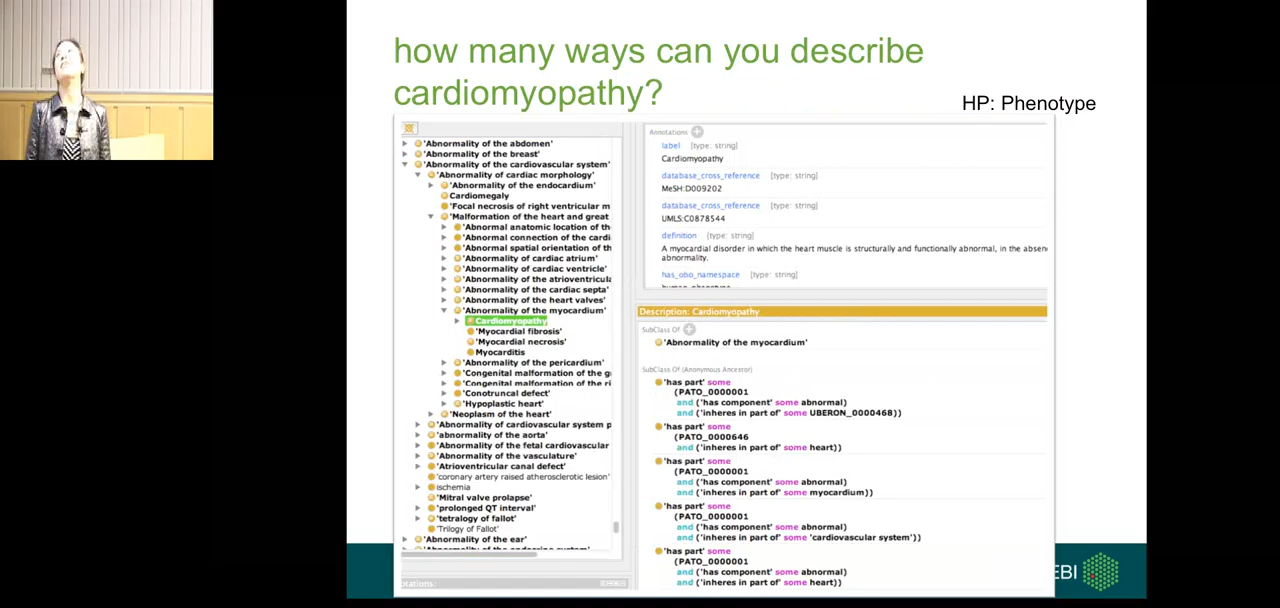 how many ways can you describe
cardiomyopathy?
HP: Phenotype
'Abnormality of the abdomen'
'Abnormality of the breast'
'Abnormality of the cardiovascular system'
'Abnormality of cardiac morphology'
'Abnormality of the endocardium'
Cardiomegaly
'Focal necrosis of right ventricular m
'Malformation of the heart and great
'Abnormal anatomic location of th
'Abnormal connection of the cardi
'Abnormal spatial orientation of th
'Abnormality of cardiac atrium'
'Abnormality of cardiac ventricle'
'Abnormality of the atrioventricula
'Abnormality of the cardiac septa'
'Abnormality of the heart valves'
'Abnormality of the myocardium'
Cardiomyopathy
'Myocardial fibrosis'
'Myocardial necrosis'
Myocarditis
'Abnormality of the pericardium'
'Congenital malformation of the g
'Congenital malformation of the ri
'Conotruncal defect'
'Hypoplastic heart'
'Neoplasm of the heart'
'Abnormality of cardiovascular system p
'abnormality of the aorta'
'Abnormality of the fetal cardiovascular
'Abnormality of the vasculature'
'Atrioventricular canal defect'
'coronary artery raised atherosclerotic lesion'
ischemia
'Mitral valve prolapse'
'prolonged QT interval'
'tetralogy of fallot'
'Trilogy of Fallot'
'Abnormality of the ear'
'Abnormality of the endocrine system'
otations:
Annotations
label [type: string]
Cardiomyopathy
database_cross_reference [type: string]
MeSH:D009202
database_cross_reference [type: string]
UMLS:C0878544
definition [type: string]
A myocardial disorder in which the heart muscle is structurally and functionally abnormal, in the absen
abnormality.
has_obo_namespace [type: string]
human_phenotype
Description: Cardiomyopathy
SubClass Of
'Abnormality of the myocardium'
SubClass Of (Anonymous Ancestor)
'has part' some
(PATO_0000001
and ('has component' some abnormal)
and ('inheres in part of' some UBERON_0000468))
'has part' some
(PATO_0000646
and ('inheres in part of' some heart))
'has part' some
(PATO_0000001
and ('has component' some abnormal)
and ('inheres in part of' some myocardium))
'has part' some
(PATO_0000001
and ('has component' some abnormal)
and ('inheres in part of' some 'cardiovascular system'))
'has part' some
(PATO_0000001
and ('has component' some abnormal)
and ('inheres in part of' some heart))
EBI